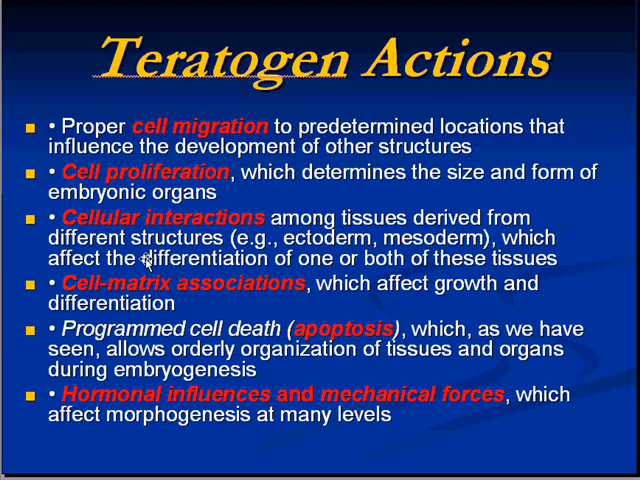 Teratogen Actions
• Proper cell migration to predetermined locations that
influence the development of other structures
• Cell proliferation, which determines the size and form of
embryonic organs
• Cellular interactions among tissues derived from
different structures (e.g., ectoderm, mesoderm), which
affect the differentiation of one or both of these tissues
• Cell-matrix associations, which affect growth and
differentiation
• Programmed cell death (apoptosis), which, as we have
seen, allows orderly organization of tissues and organs
during embryogenesis
• Hormonal influences and mechanical forces, which
affect morphogenesis at many levels